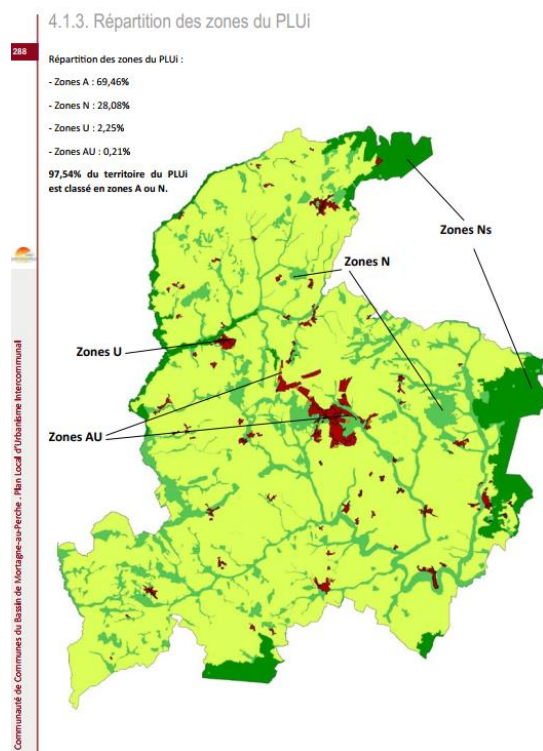 4.1.3. Répartition des zones du PLUi
288
Répartition des zones du PLUi :
- Zones A : 69,46%
- Zones N : 28,08%
- Zones U : 2,25%
- Zones AU : 0,21%
97,54% du territoire du PLUi
est classé en zones A ou N.
Zones Ns
Zones N
Zones U
Zones AU
Communauté de Communes du Bassin de Mortagne-au-Perche . Plan Local d'Urbanisme Intercommunal